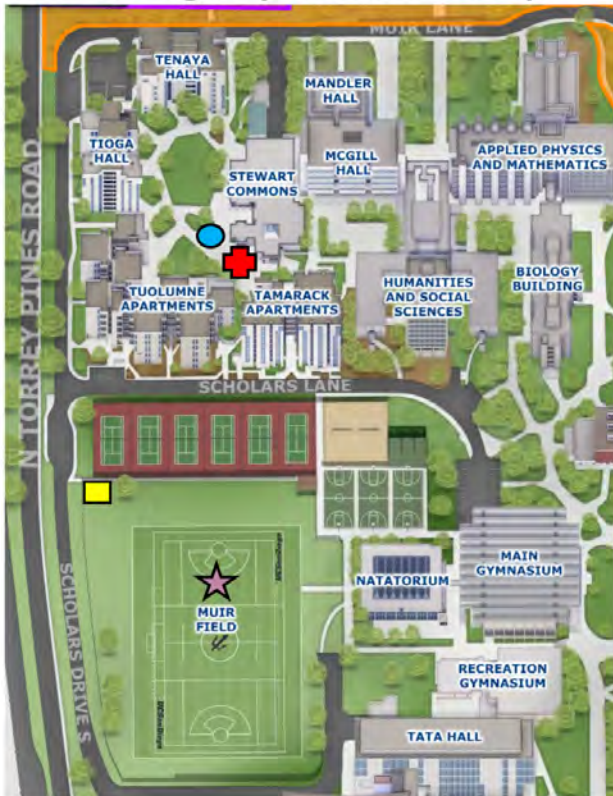 MUIR LANE
TENAYA
HALL
MANDLER
HALL
TIOGA
HALL
STEWART
COMMONS
MCGILL
HALL
APPLIED PHYSICS
AND MATHEMATICS
N TORREY PINES ROAD
TUOLUMNE
APARTMENTS
TAMARACK
APARTMENTS
HUMANITIES
AND SOCIAL
SCIENCES
BIOLOGY
BUILDING
SCHOLARS LANE
SCHOLARS DRIVE S
MUIR
FIELD
NATATORIUM
MAIN
GYMNASIUM
RECREATION
GYMNASIUM
TATA HALL